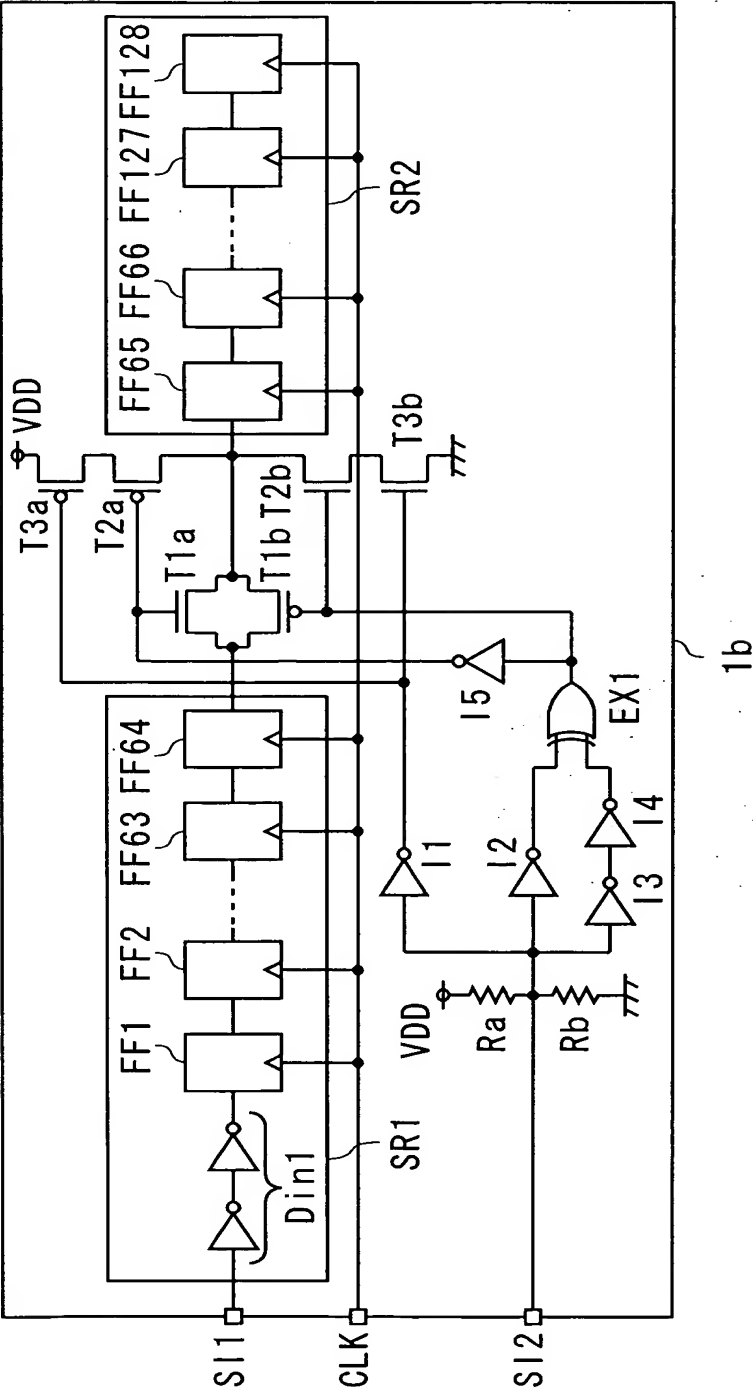 FF1
FF2
FF63
FF64
T3a
T2a
VDD
FF65
FF66
FF127
FF128
T1a
SI1
Din1
SR1
T1b
T2b
SR2
CLK
T3b
VDD
I1
I5
Ra
I2
SI2
Rb
EX1
I3
I4
1b